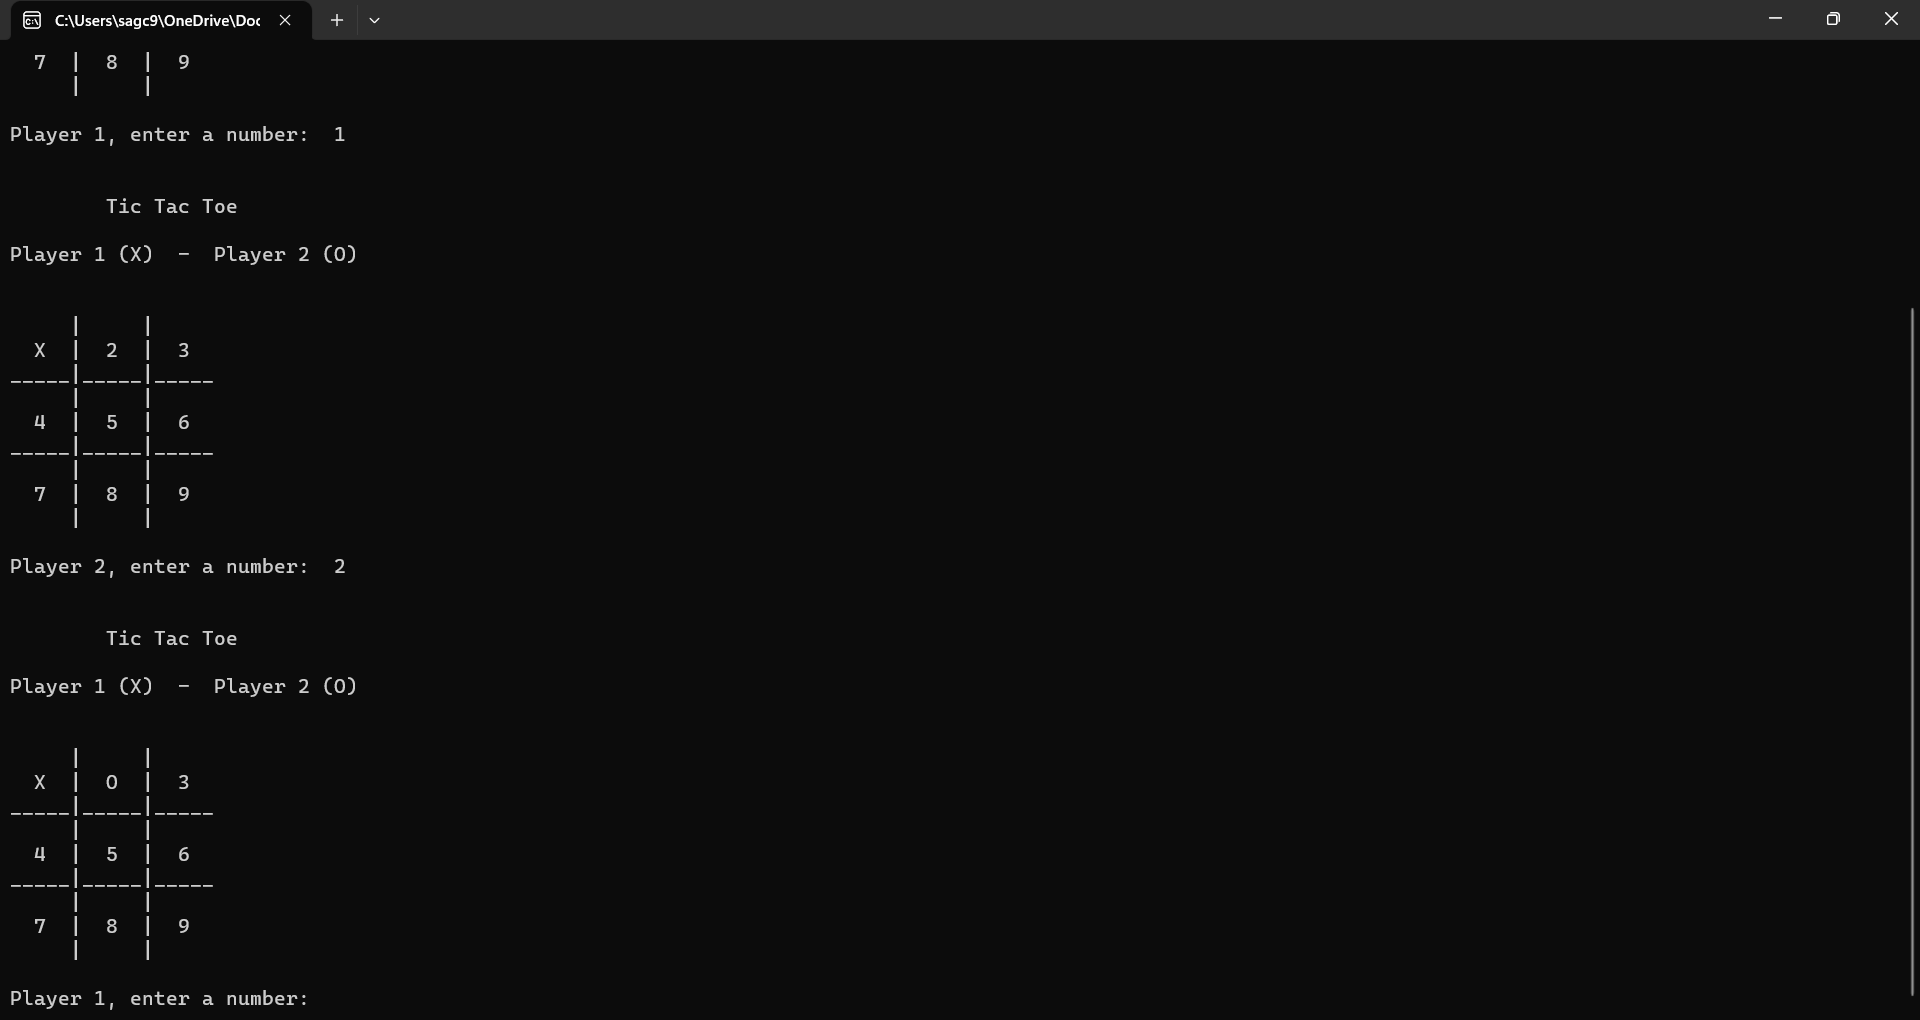 C:\Users\sagc9\OneDrive\Doc
7 | 8 | 9
| |
Player 1, enter a number: 1
Tic Tac Toe
Player 1 (X) - Player 2 (O)
| |
X | 2 | 3
-----|-----|-----
| |
4 | 5 | 6
-----|-----|-----
| |
7 | 8 | 9
| |
Player 2, enter a number: 2
Tic Tac Toe
Player 1 (X) - Player 2 (O)
| |
X | O | 3
-----|-----|-----
| |
4 | 5 | 6
-----|-----|-----
| |
7 | 8 | 9
| |
Player 1, enter a number: